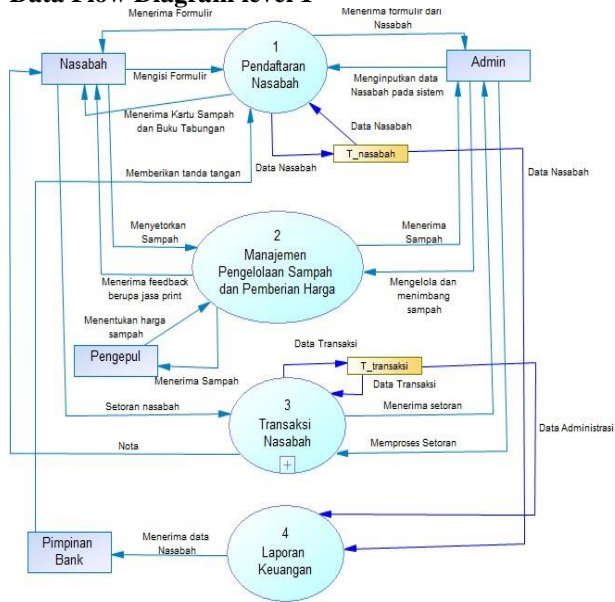 Data Flow Diagram level 1
Menerima Formulir
Menerima formulir dari
Nasabah
1
Pendaftaran
Nasabah
Nasabah
Admin
Mengisi Formulir
Menginputkan data
Nasabah pada sistem
Menerima Kartu Sampah
dan Buku Tabungan
Data Nasabah
T_nasabah
Data Nasabah
Data Nasabah
Memberikan tanda tangan
Menyetorkan
Sampah
2
Manajemen
Pengelolaan Sampah
dan Pemberian Harga
Menerima
Sampah
Menerima feedback
berupa jasa print
Mengelola dan
menimbang
sampah
Menentukan harga
sampah
Pengepul
Menerima Sampah
Data Transaksi
T_transaksi
Data Transaksi
3
Transaksi
Nasabah
Setoran nasabah
Menerima setoran
Data Administrasi
Nota
Memproses Setoran
4
Laporan
Keuangan
Menerima data
Nasabah
Pimpinan
Bank